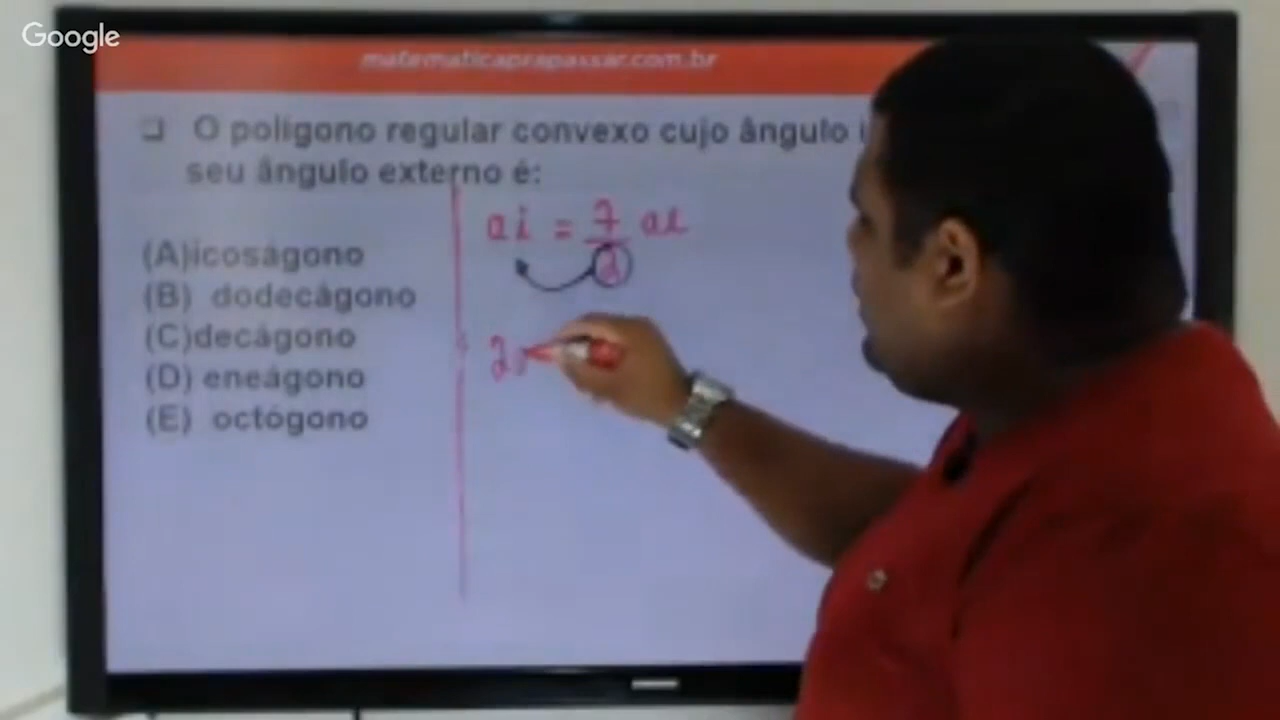 Google
matematicaprapassar.com.br
❑ O polígono regular convexo cujo ângulo
seu ângulo externo é:
ai = 7/2 ae
(A)icoságono
(B) dodecágono
(C)decágono
(D) eneágono
(E) octógono
2